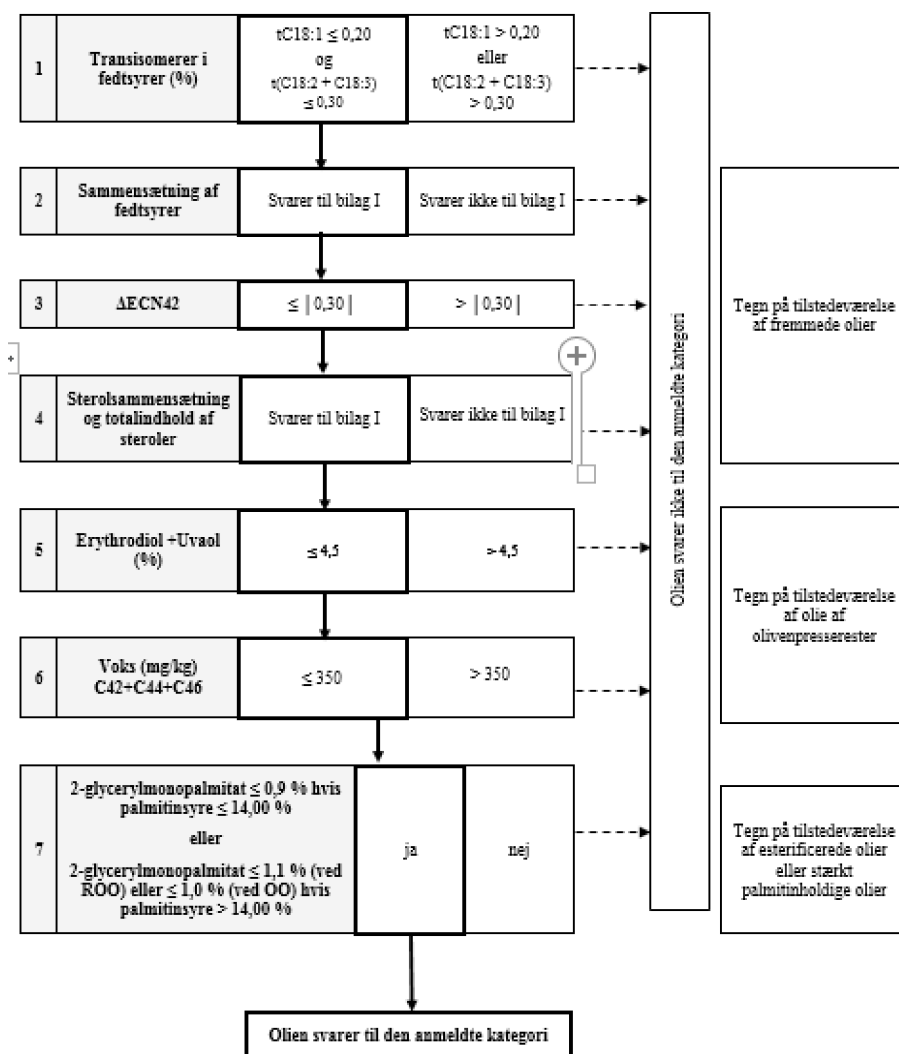 1
Transisomerer i
fedtsyrer (%)
tC18:1 ≤ 0,20
og
t(C18:2 + C18:3)
≤ 0,30
tC18:1 > 0,20
eller
t(C18:2 + C18:3)
> 0,30
2
Sammensætning af
fedtsyrer
Svarer til bilag I
Svarer ikke til bilag I
3
ΔECN42
≤ | 0,30 |
> | 0,30 |
4
Sterolsammensætning
og totalindhold af
steroler
Svarer til bilag I
Svarer ikke til bilag I
5
Erythrodiol +Uvaol
(%)
≤ 4,5
> 4,5
6
Voks (mg/kg)
C42+C44+C46
≤ 350
> 350
7
2-glycerylmonopalmitat ≤ 0,9 % hvis
palmitinsyre ≤ 14,00 %
eller
2-glycerylmonopalmitat ≤ 1,1 % (ved
ROO) eller ≤ 1,0 % (ved OO) hvis
palmitinsyre > 14,00 %
ja
nej
Olien svarer ikke til den anmeldte kategori
Tegn på tilstedeværelse
af fremmede olier
Tegn på tilstedeværelse
af olie af
olivenpresserester
Tegn på tilstedeværelse
af esterificerede olier
eller stærkt
palmitinholdige olier
Olien svarer til den anmeldte kategori